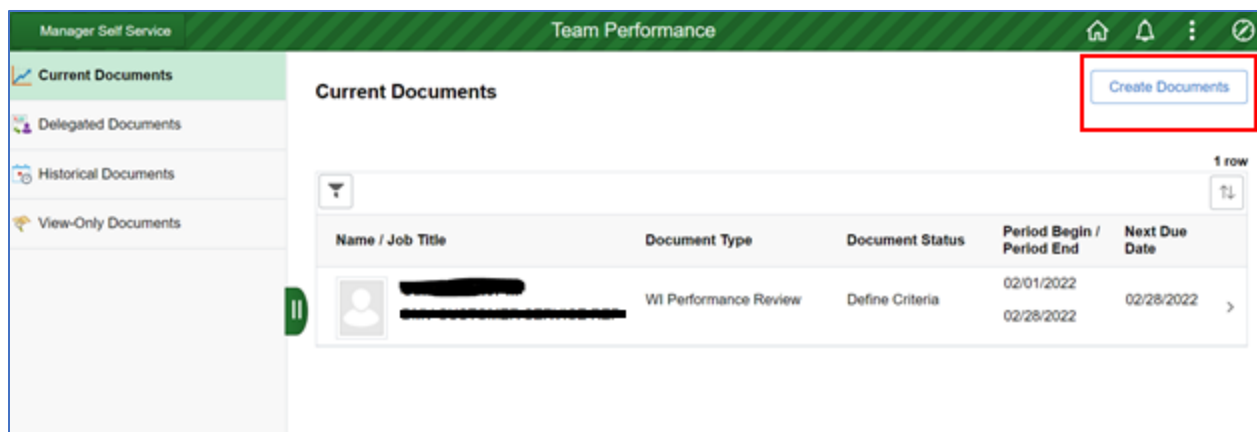 Manager Self Service
Team Performance
Current Documents
Delegated Documents
Historical Documents
View-Only Documents
Current Documents
Create Documents
1 row
Name / Job Title
Document Type
Document Status
Period Begin /
Period End
Next Due
Date
WI Performance Review
Define Criteria
02/01/2022
02/28/2022
02/28/2022